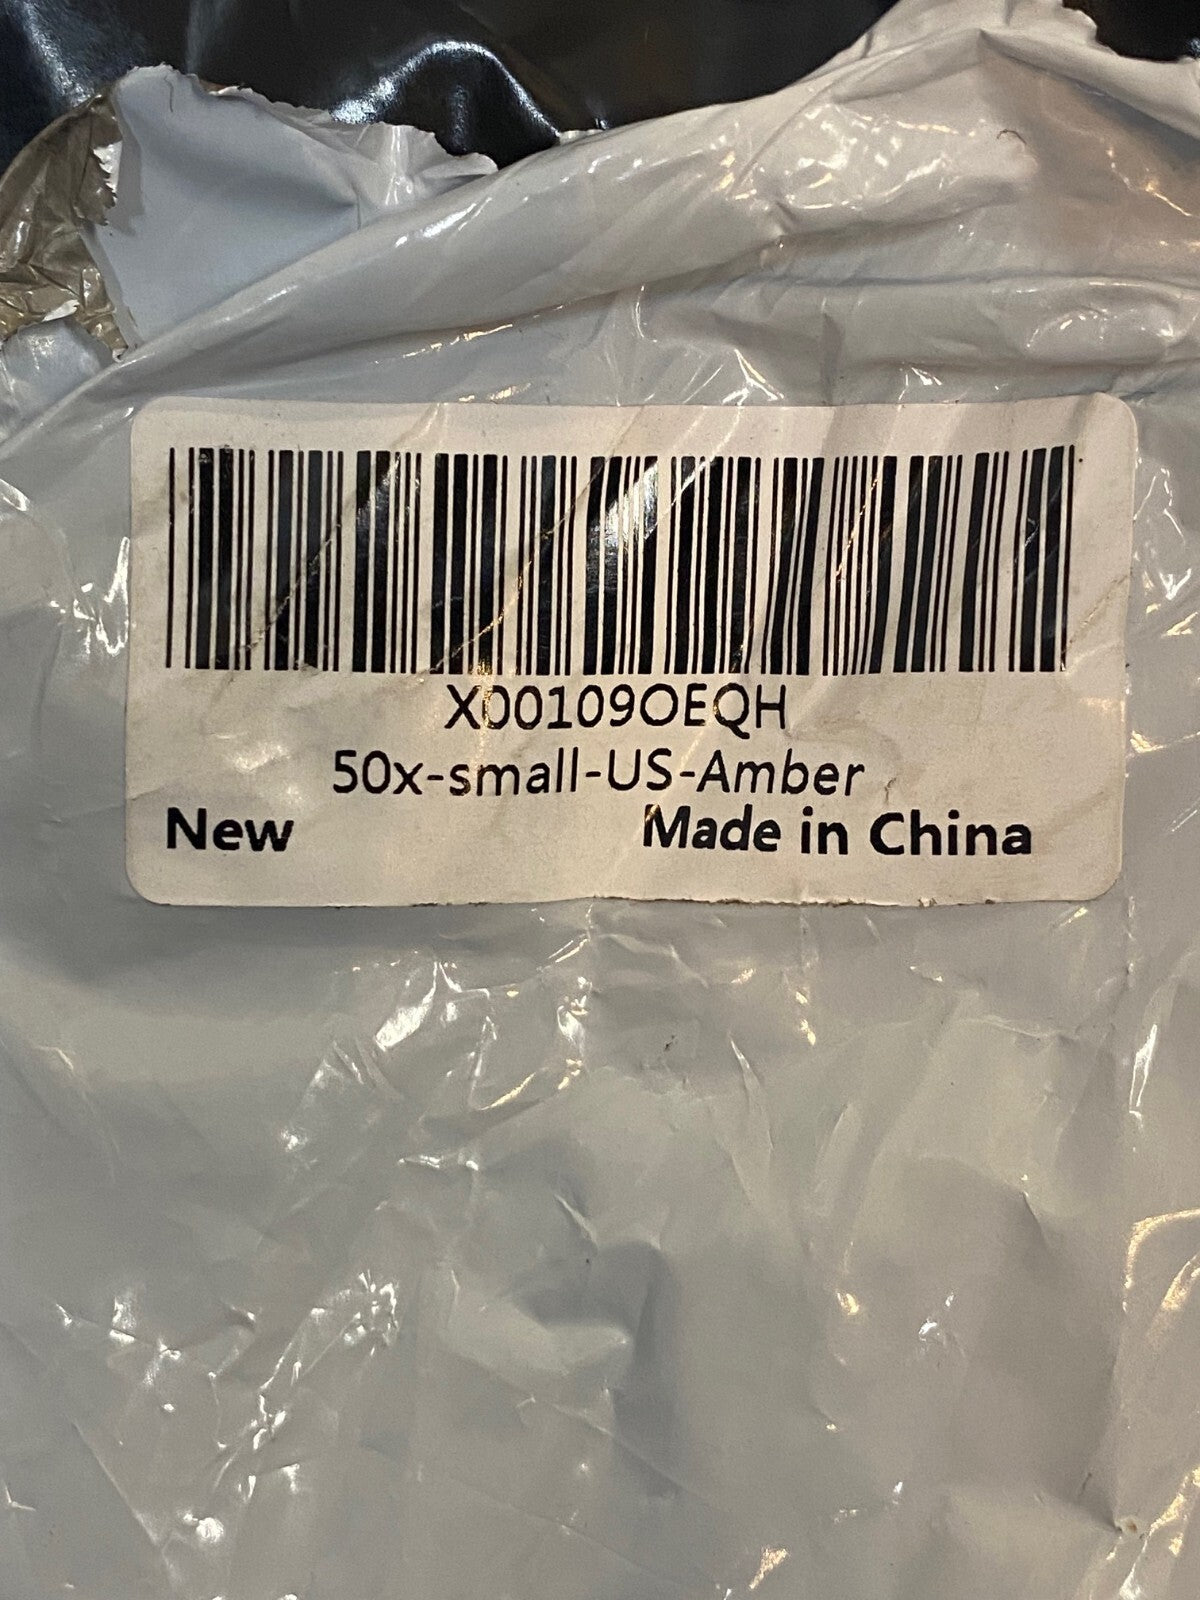 X00109OEQH
50x-small-US-Amber
New Made in China